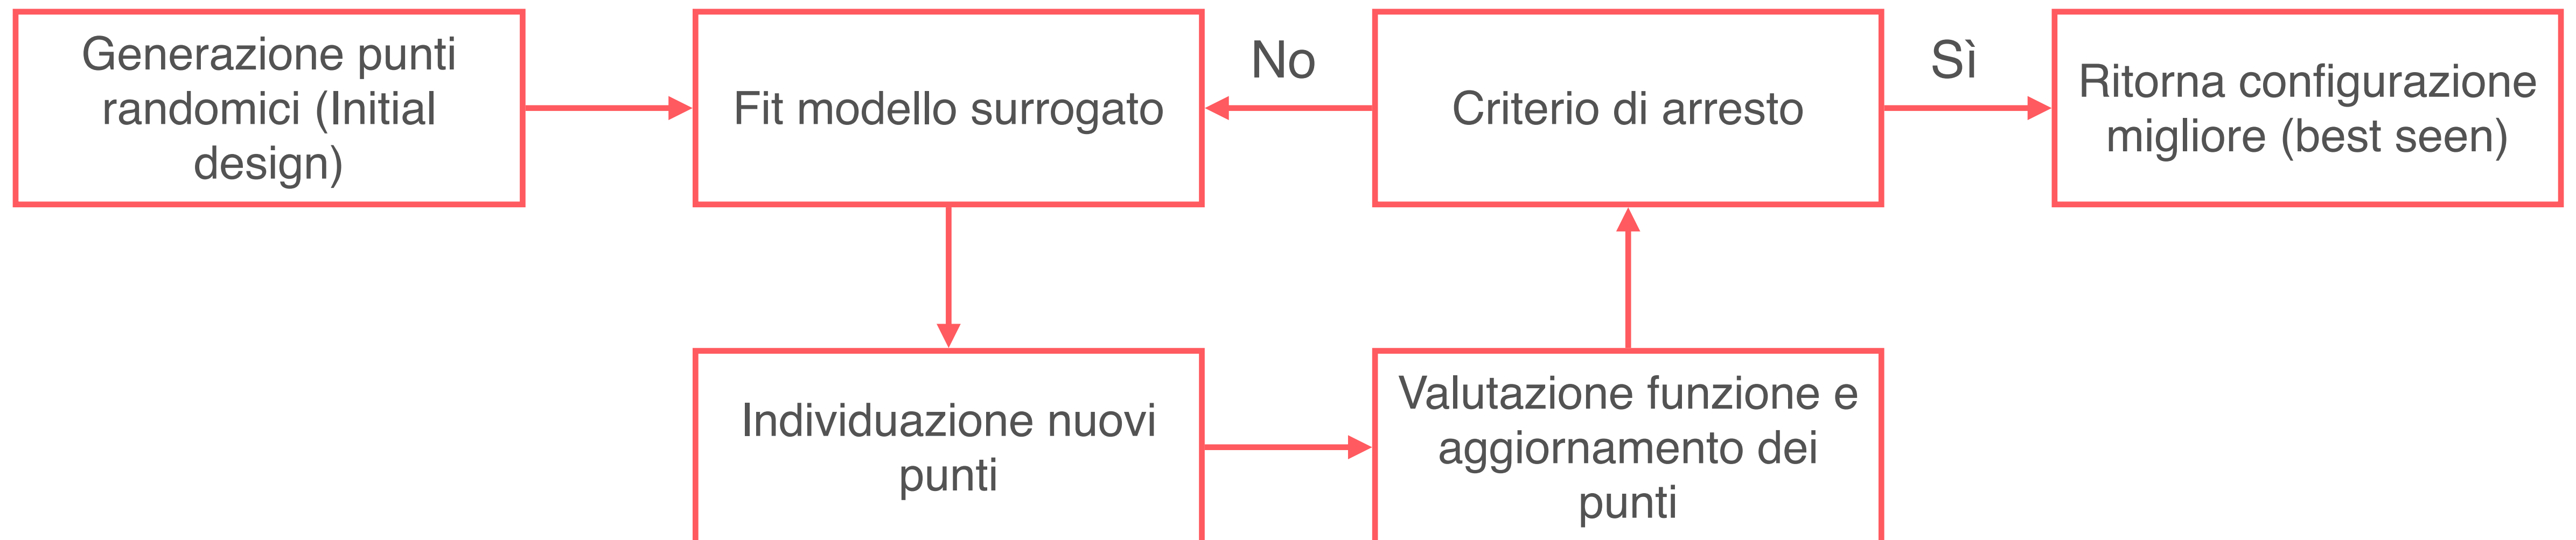 Generazione punti
randomici (Initial
design)
Fit modello surrogato
No
Criterio di arresto
Sì
Ritorna configurazione
migliore (best seen)
Individuazione nuovi
punti
Valutazione funzione e
aggiornamento dei
punti